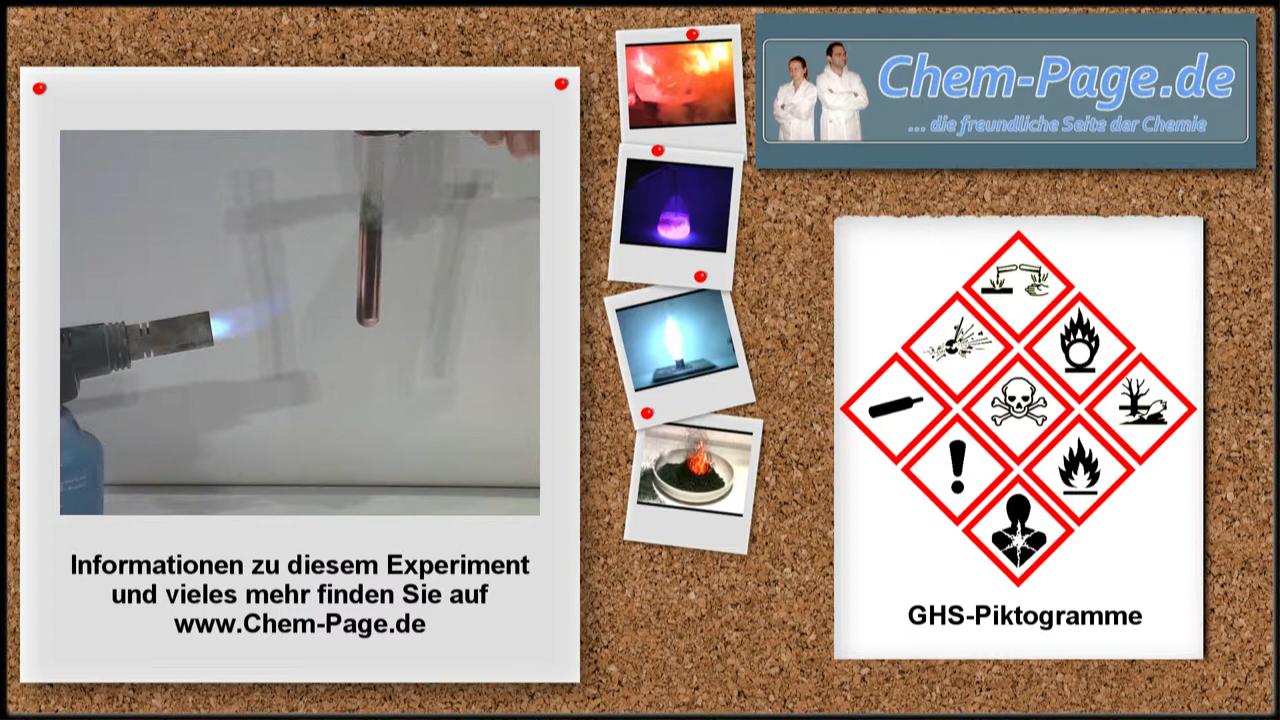 Chem-Page.de
... die freundliche Seite der Chemie
Informationen zu diesem Experiment
und vieles mehr finden Sie auf
www.Chem-Page.de
GHS-Piktogramme